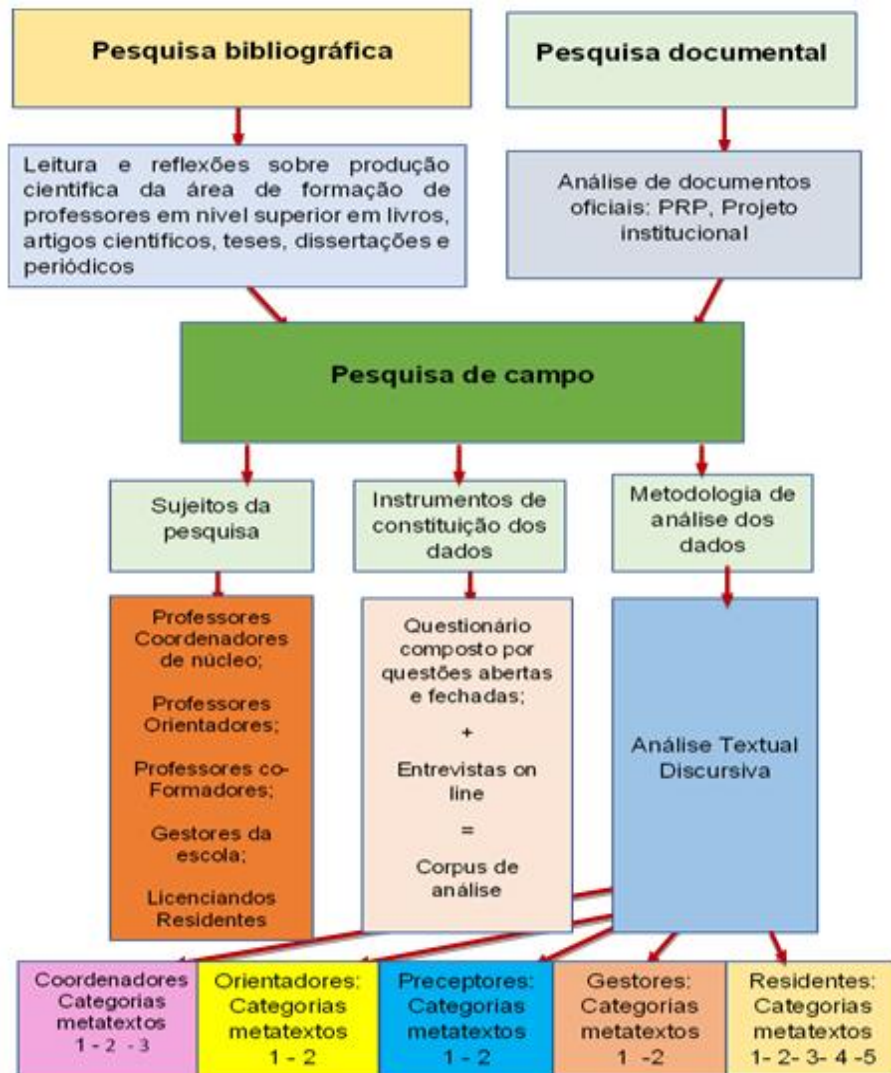 Pesquisa bibliográfica
Pesquisa documental
Leitura e reflexões sobre produção
científica da área de formação de
professores em nível superior em livros,
artigos científicos, teses, dissertações e
periódicos
Análise de documentos
oficiais: PRP, Projeto
institucional
Pesquisa de campo
Sujeitos da
pesquisa
Instrumentos de
constituição dos
dados
Metodologia de
análise dos
dados
Professores
Coordenadores
de núcleo;
Professores
Orientadores;
Professores co-
Formadores;
Gestores da
escola;
Licenciandos
Residentes
Questionário
composto por
questões abertas
e fechadas;
+
Entrevistas on
line
=
Corpus de
análise
Análise Textual
Discursiva
Coordenadores
Categorias
metatextos
1 - 2 - 3
Orientadores:
Categorias
metatextos
1 - 2
Preceptores:
Categorias
metatextos
1 - 2
Gestores:
Categorias
metatextos
1 -2
Residentes:
Categorias
metatextos
1- 2- 3- 4 -5